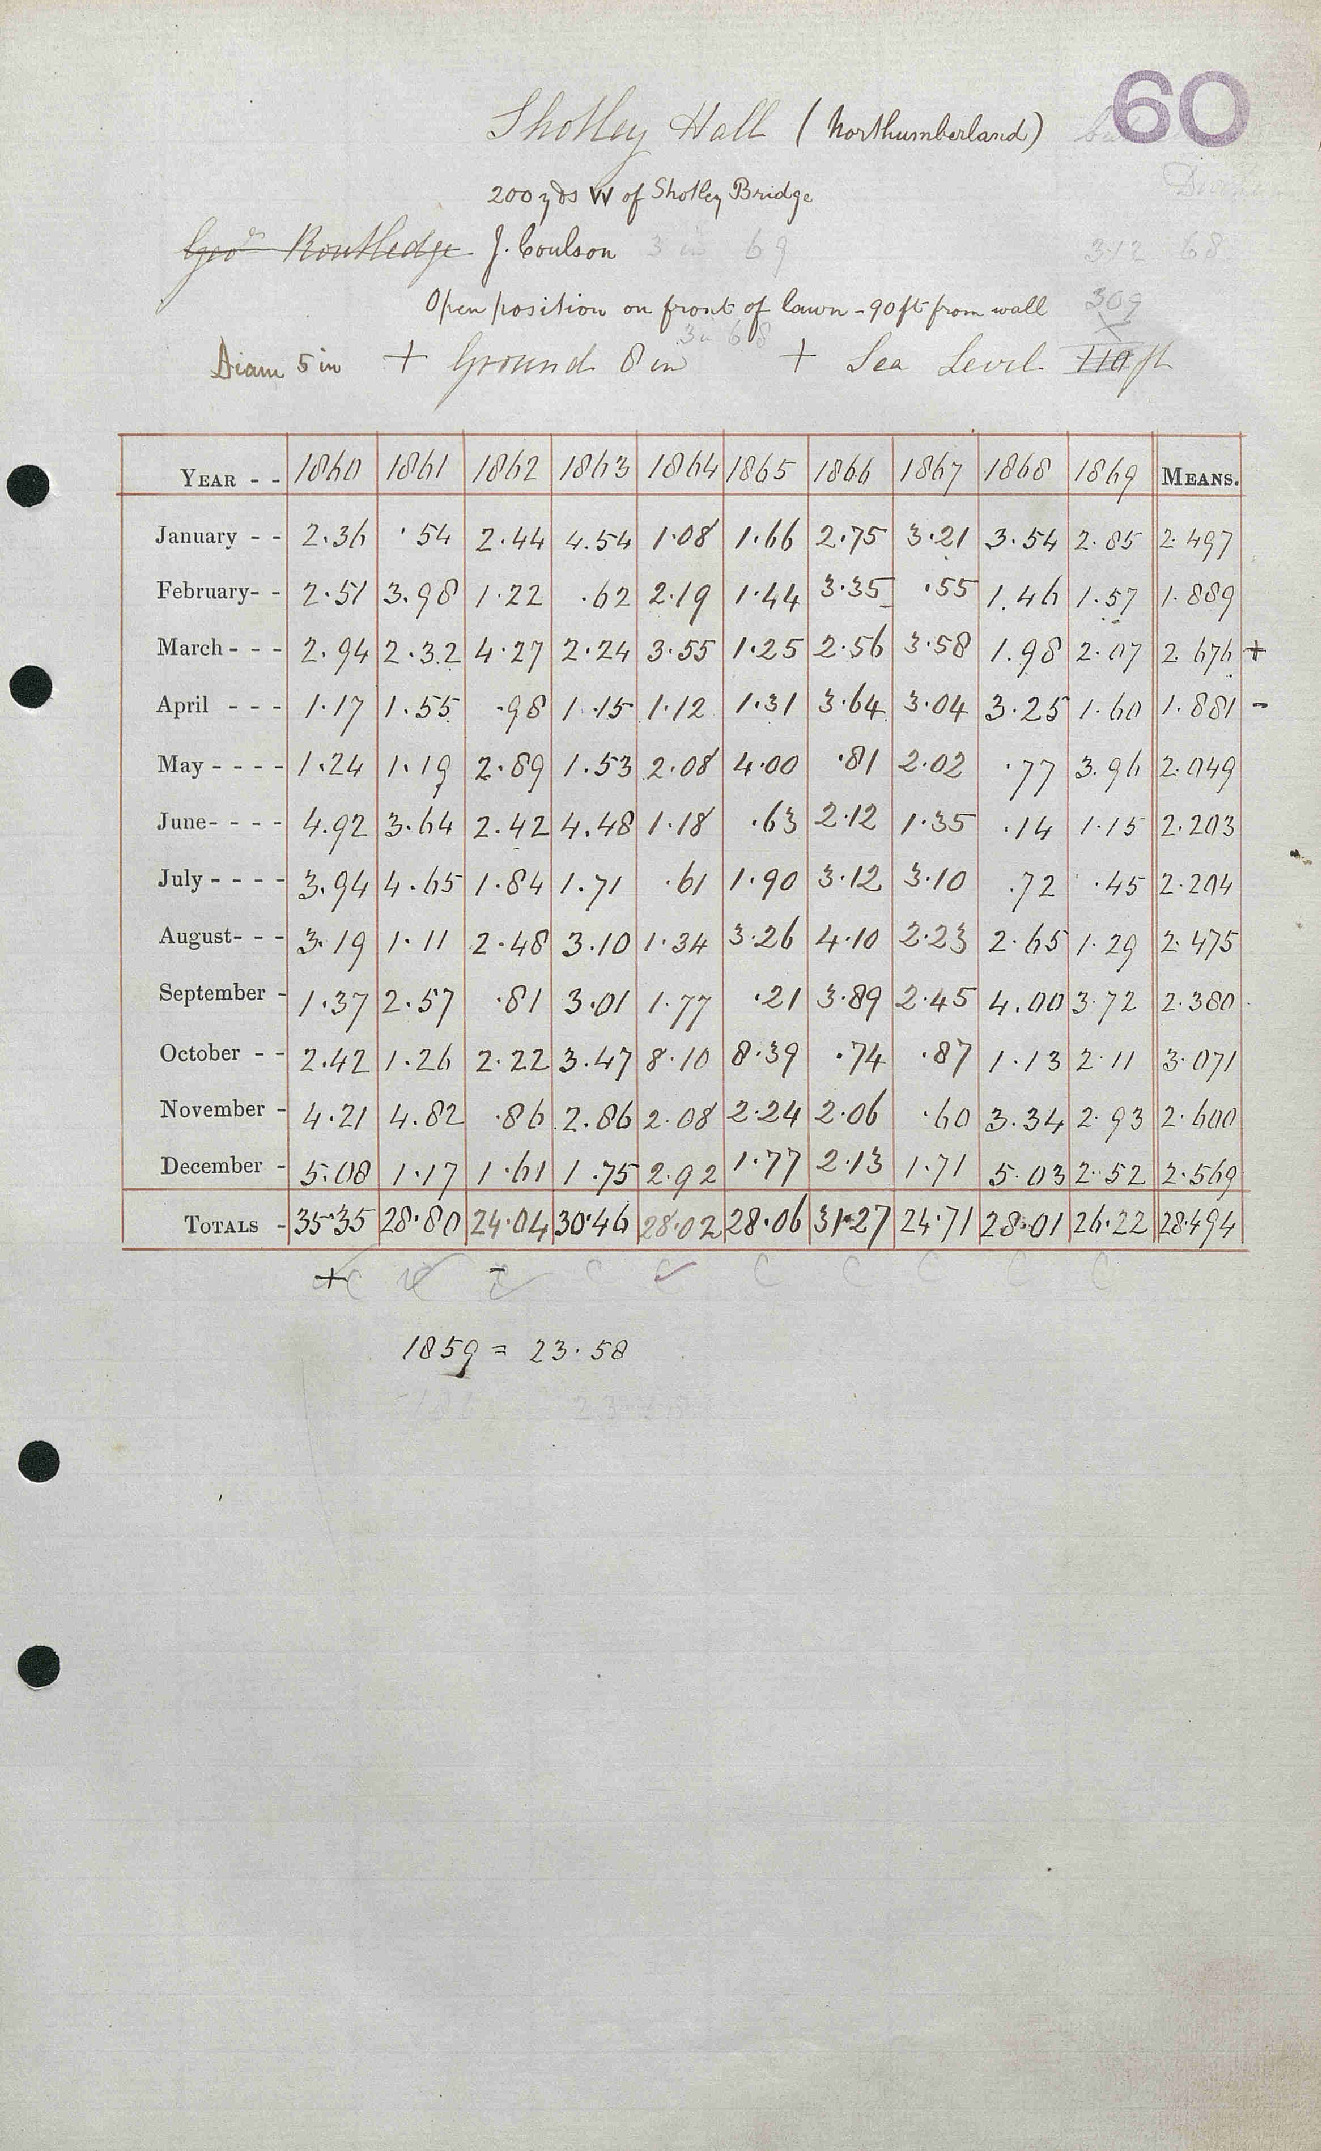 60
Shotley Hall (Northumberland)
200 yds W of Shotley Bridge
Geo Routledge J. Coulson 3 in 69 3.12 68
Open position on front of lawn - 90ft from wall 309
3 in 68
Diam 5 in + Ground 8 in + Sea Level 110 ft
YEAR - - 1860 1861 1862 1863 1864 1865 1866 1867 1868 1869 MEANS.
January - - 2.36 .54 2.44 4.54 1.08 1.66 2.75 3.21 3.54 2.85 2.497
February - - 2.51 3.98 1.22 .62 2.19 1.44 3.35 .55 1.46 1.57 1.889
March - - - 2.94 2.32 4.27 2.24 3.55 1.25 2.56 3.58 1.98 2.07 2.676 +
April - - - 1.17 1.55 .98 1.15 1.12 1.31 3.64 3.04 3.25 1.60 1.881 -
May - - - - 1.24 1.19 2.89 1.53 2.08 4.00 .81 2.02 .77 3.96 2.049
June - - - - 4.92 3.64 2.42 4.48 1.18 .63 2.12 1.35 .14 1.15 2.203
July - - - - 3.94 4.65 1.84 1.71 .61 1.90 3.12 3.10 .72 .45 2.204
August - - - 3.19 1.11 2.48 3.10 1.34 3.26 4.10 2.23 2.65 1.29 2.475
September - 1.37 2.57 .81 3.01 1.77 .21 3.89 2.45 4.00 3.72 2.380
October - - 2.42 1.26 2.22 3.47 8.10 8.39 .74 .87 1.13 2.11 3.071
November - 4.21 4.82 .86 2.86 2.08 2.24 2.06 .60 3.34 2.93 2.600
December - 5.08 1.17 1.61 1.75 2.92 1.77 2.13 1.71 5.03 2.52 2.569
TOTALS - 35.35 28.80 24.04 30.46 28.02 28.06 31.27 24.71 28.01 26.22 28.494
+ C C - C C C C C C C C
1859 = 23.58